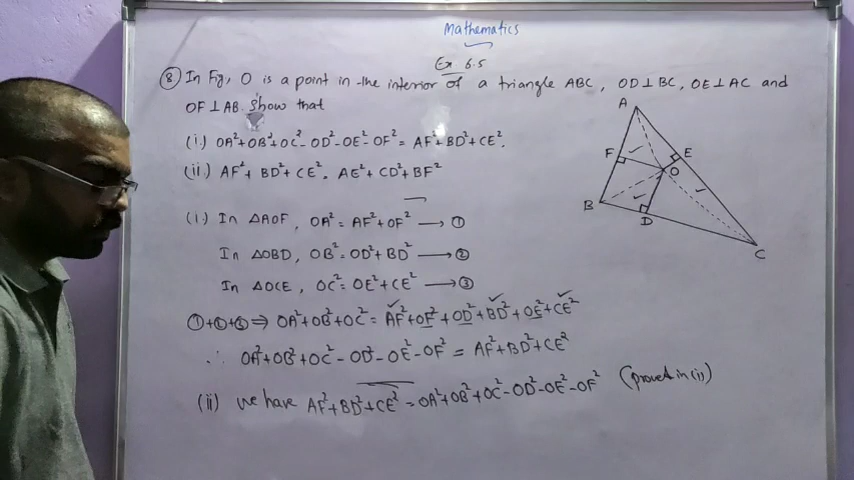 Mathematics
Ex 6.5
⑧ In Fig, O is a point in the interior of a triangle ABC, OD⊥BC, OE⊥AC and
OF⊥AB. Show that
(i.) OA²+OB²+OC²-OD²-OE²-OF² = AF²+BD²+CE².
(ii.) AF²+BD²+CE² = AE²+CD²+BF²
(i.) In △AOF, OA² = AF²+OF² → ①
In △OBD, OB² = OD²+BD² → ②
In △OCE, OC² = OE²+CE² → ③
①+②+③ ⇒ OA²+OB²+OC² = AF²+OF²+OD²+BD²+OE²+CE²
∴ OA²+OB²+OC²-OD²-OE²-OF² = AF²+BD²+CE²
(ii) We have AF²+BD²+CE² = OA²+OB²+OC²-OD²-OE²-OF² (proved in (i))
A
F
E
O
B
D
C